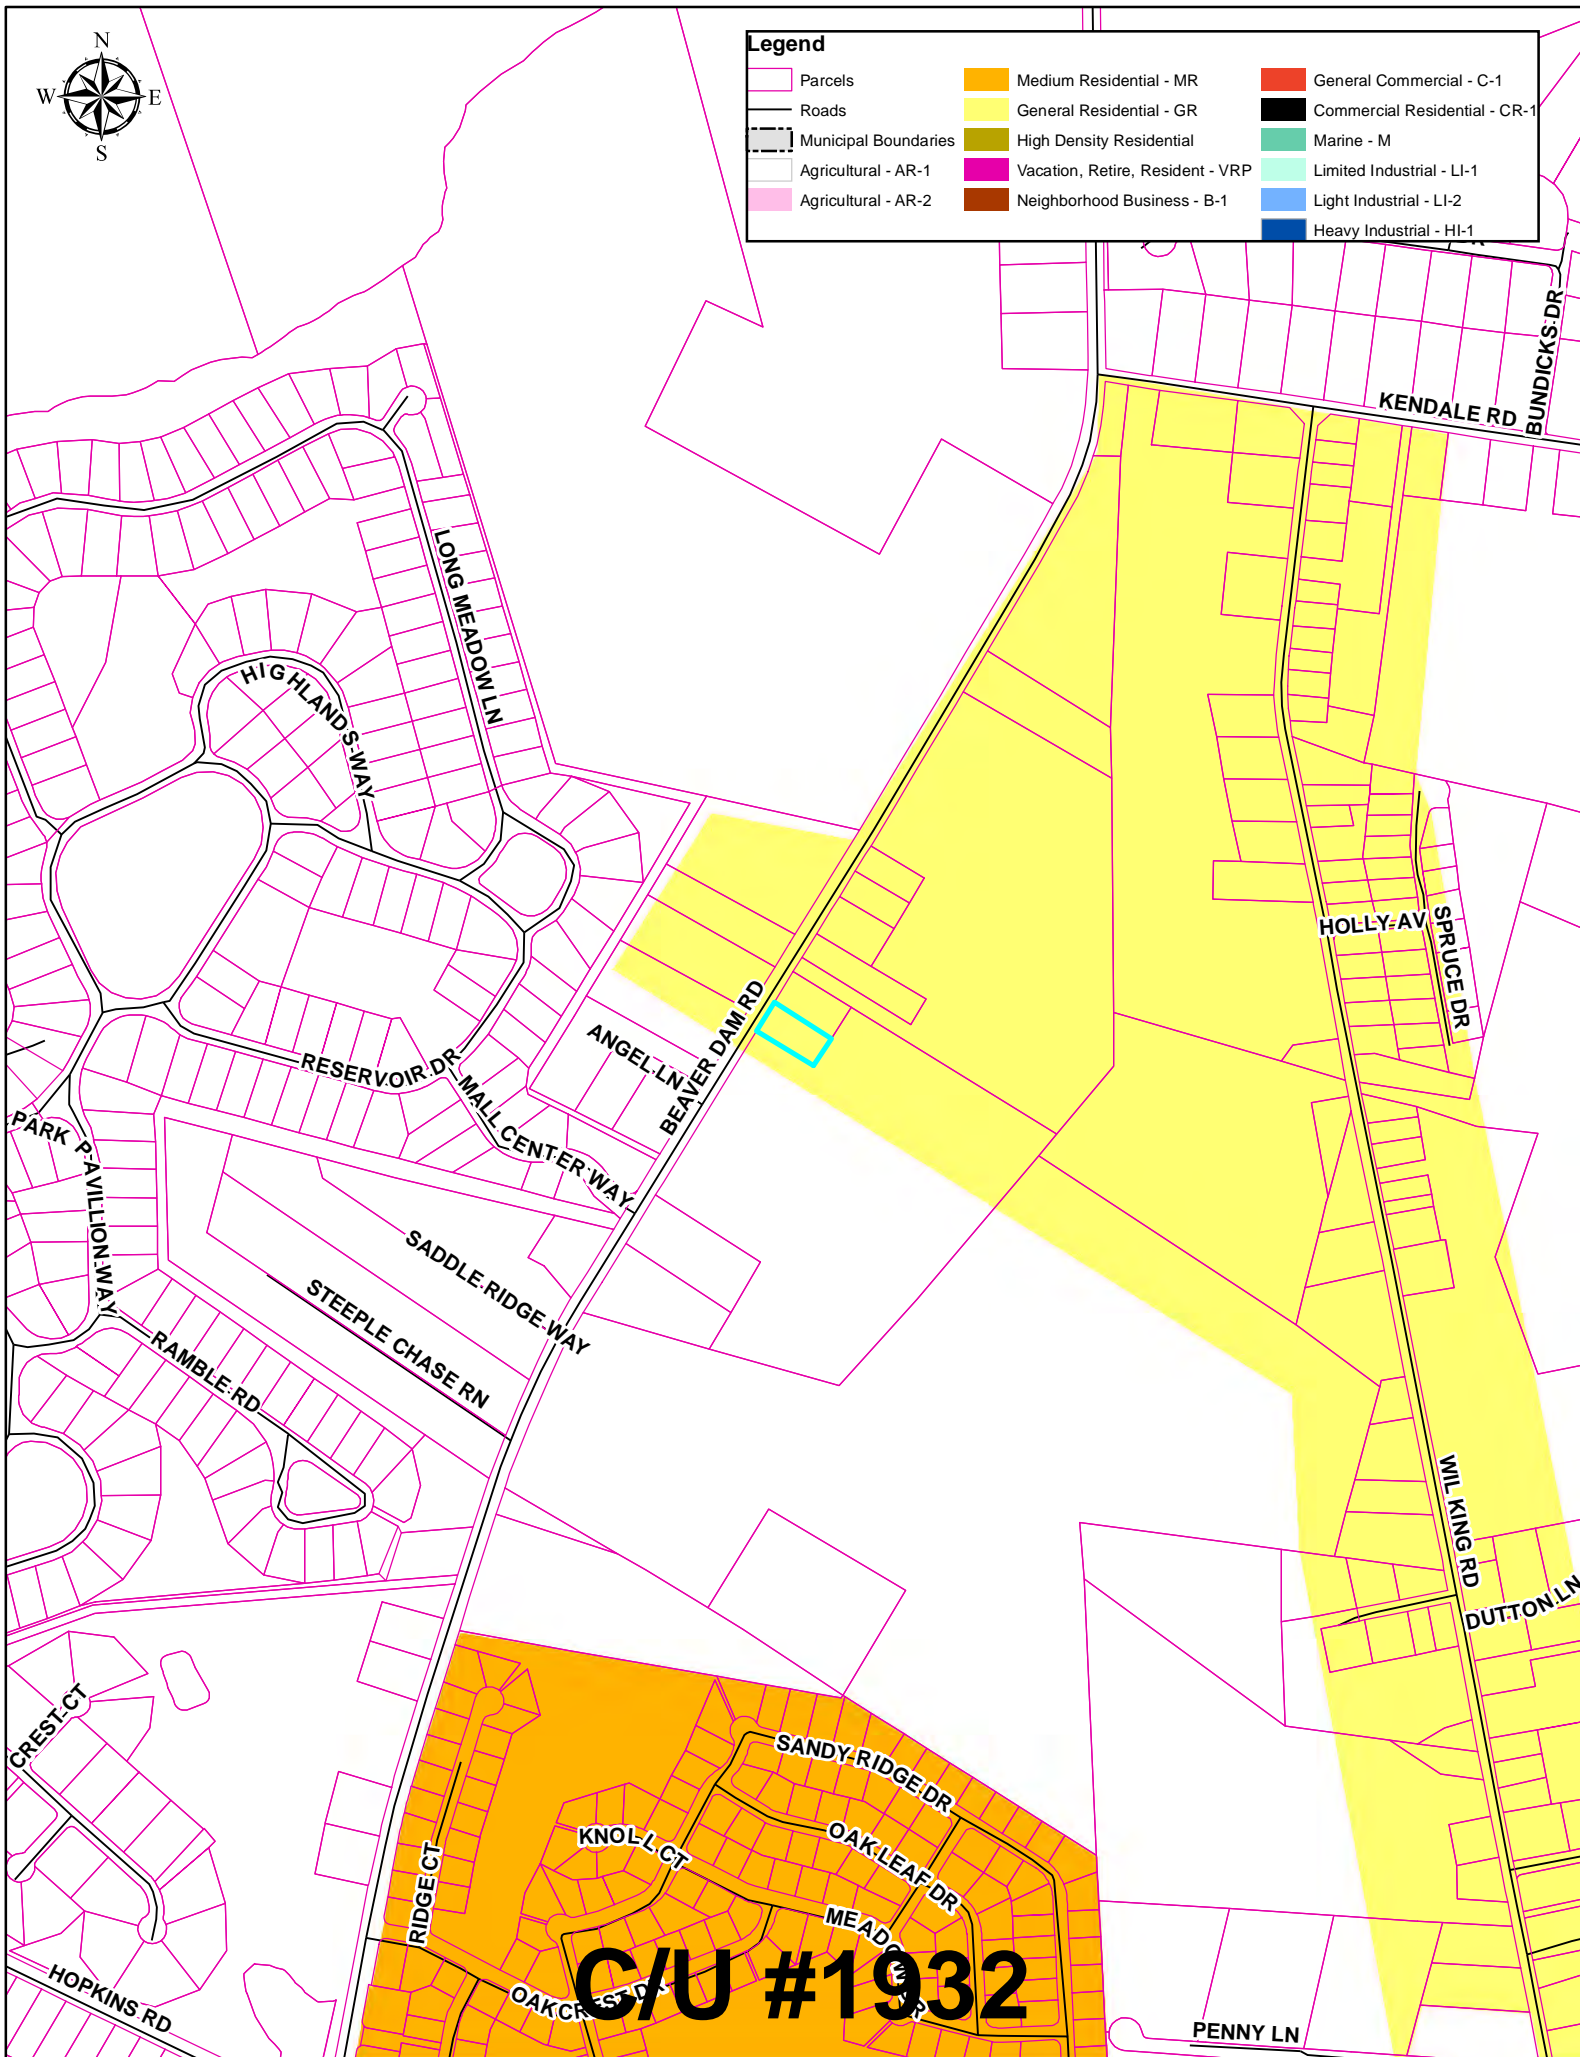 N
W E
S
Legend
Parcels
Roads
Municipal Boundaries
Agricultural - AR-1
Agricultural - AR-2
Medium Residential - MR
General Residential - GR
High Density Residential
Vacation, Retire, Resident - VRP
Neighborhood Business - B-1
General Commercial - C-1
Commercial Residential - CR-1
Marine - M
Limited Industrial - LI-1
Light Industrial - LI-2
Heavy Industrial - HI-1
BUNDICKS DR
KENDALE RD
LONG MEADOW LN
HIGHLANDS WAY
HOLLY AV
SPRUCE DR
BEAVER DAM RD
ANGEL LN
RESERVOIR DR
MALL CENTER WAY
PARK PAVILLION WAY
SADDLE RIDGE WAY
STEEPLE CHASE RN
RAMBLE RD
WIL KING RD
DUTTON LN
CREST CT
SANDY RIDGE DR
KNOLL CT
OAK LEAF DR
RIDGE CT
MEADOW DR
OAKCREST DR
C/U #1932
HOPKINS RD
PENNY LN